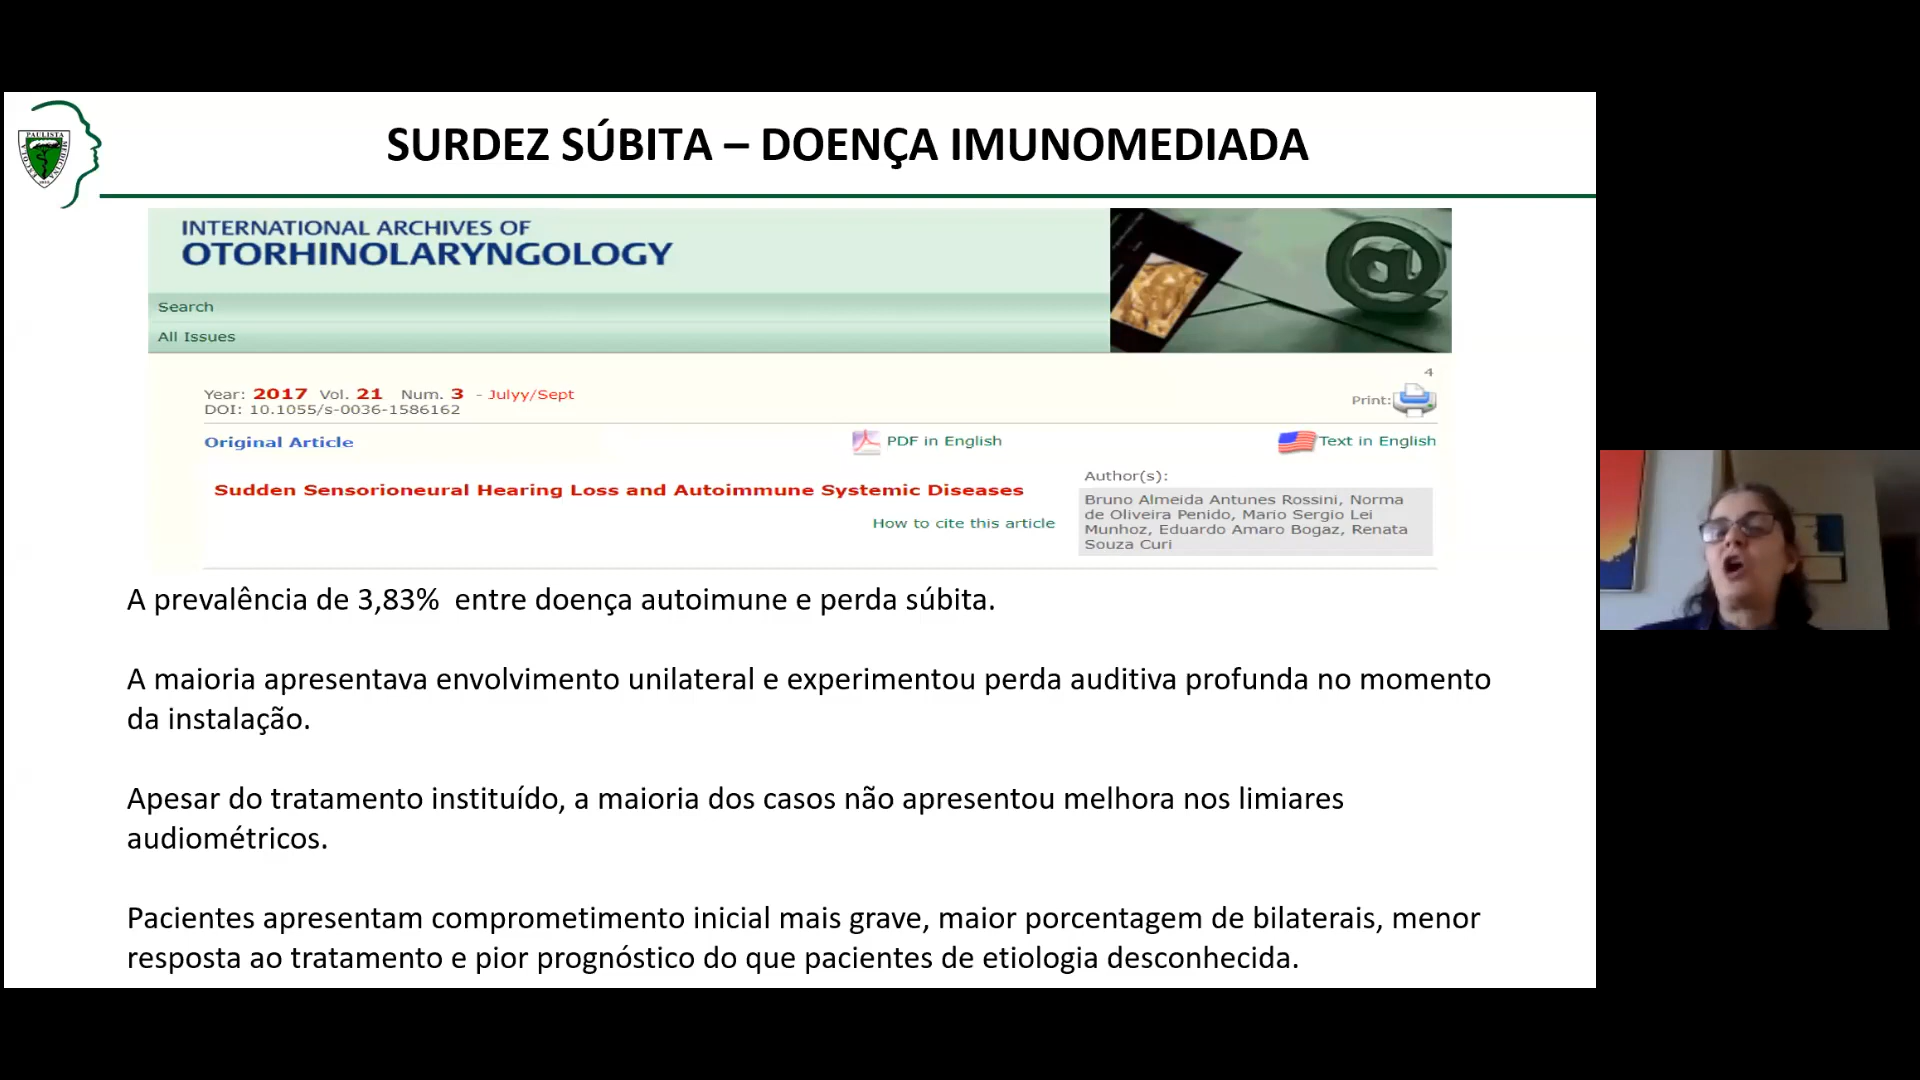 PAULISTA
SURDEZ SÚBITA – DOENÇA IMUNOMEDIADA
INTERNATIONAL ARCHIVES OF
OTORHINOLARYNGOLOGY
Search
All Issues
4
Year: 2017 Vol. 21 Num. 3 - Julyy/Sept
Print:
DOI: 10.1055/s-0036-1586162
Original Article
PDF in English
Text in English
Sudden Sensorioneural Hearing Loss and Autoimmune Systemic Diseases
How to cite this article
Author(s):
Bruno Almeida Antunes Rossini, Norma
de Oliveira Penido, Mario Sergio Lei
Munhoz, Eduardo Amaro Bogaz, Renata
Souza Curi
A prevalência de 3,83% entre doença autoimune e perda súbita.
A maioria apresentava envolvimento unilateral e experimentou perda auditiva profunda no momento
da instalação.
Apesar do tratamento instituído, a maioria dos casos não apresentou melhora nos limiares
audiométricos.
Pacientes apresentam comprometimento inicial mais grave, maior porcentagem de bilaterais, menor
resposta ao tratamento e pior prognóstico do que pacientes de etiologia desconhecida.